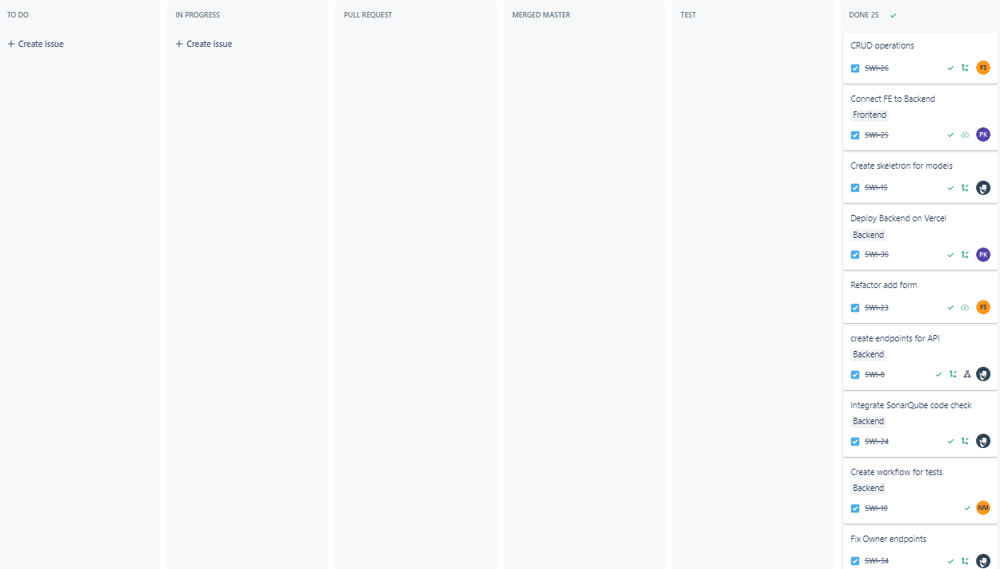 TO DO
+ Create issue
IN PROGRESS
+ Create issue
PULL REQUEST
MERGED MASTER
TEST
DONE 25
CRUD operations
SWI-26
FS
Connect FE to Backend
Frontend
SWI-25
PK
Create skeletron for models
SWI-15
Deploy Backend on Vercel
Backend
SWI-36
PK
Refactor add form
SWI-23
FS
create endpoints for API
Backend
SWI-8
Integrate SonarQube code check
Backend
SWI-24
Create workflow for tests
Backend
SWI-18
NM
Fix Owner endpoints
SWI-34